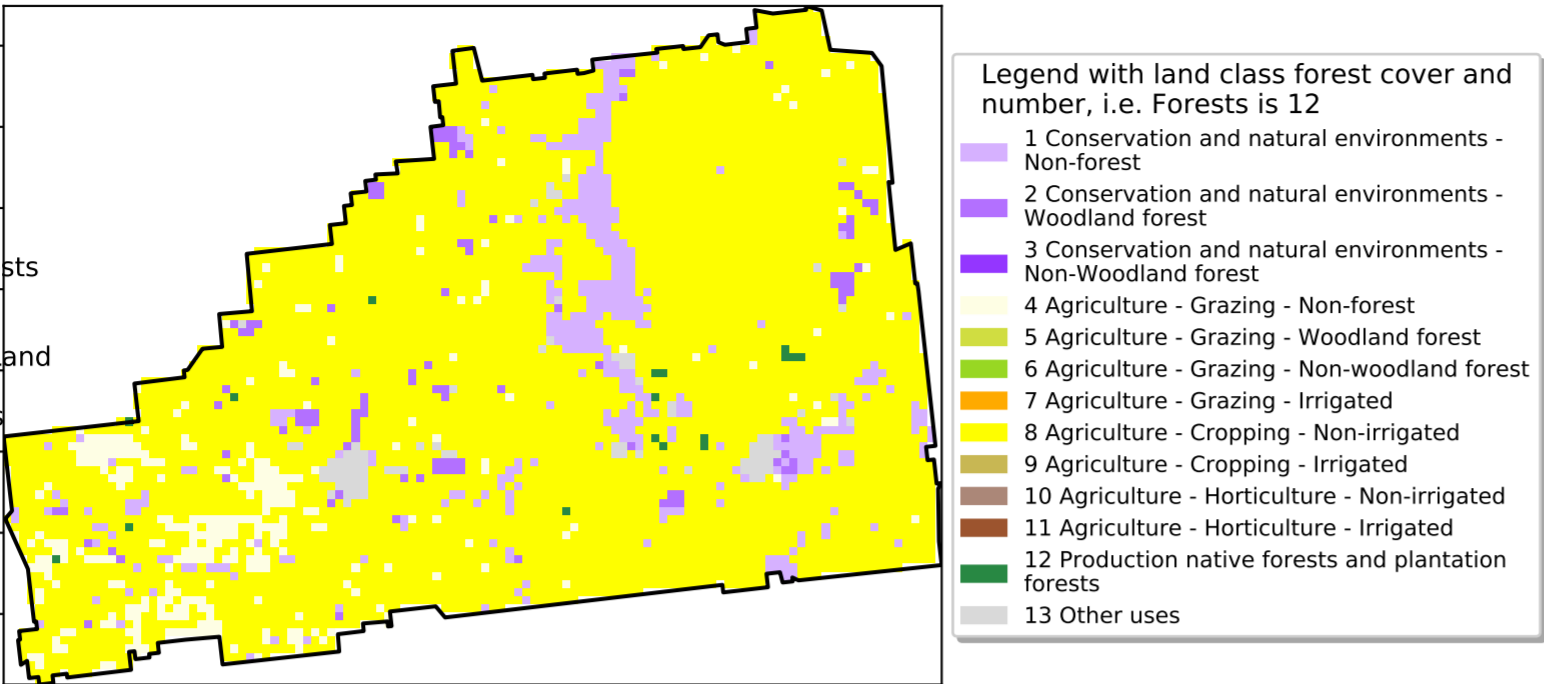 sts
and
Legend with land class forest cover and
number, i.e. Forests is 12
1 Conservation and natural environments -
Non-forest
2 Conservation and natural environments -
Woodland forest
3 Conservation and natural environments -
Non-Woodland forest
4 Agriculture - Grazing - Non-forest
5 Agriculture - Grazing - Woodland forest
6 Agriculture - Grazing - Non-woodland forest
7 Agriculture - Grazing - Irrigated
8 Agriculture - Cropping - Non-irrigated
9 Agriculture - Cropping - Irrigated
10 Agriculture - Horticulture - Non-irrigated
11 Agriculture - Horticulture - Irrigated
12 Production native forests and plantation
forests
13 Other uses